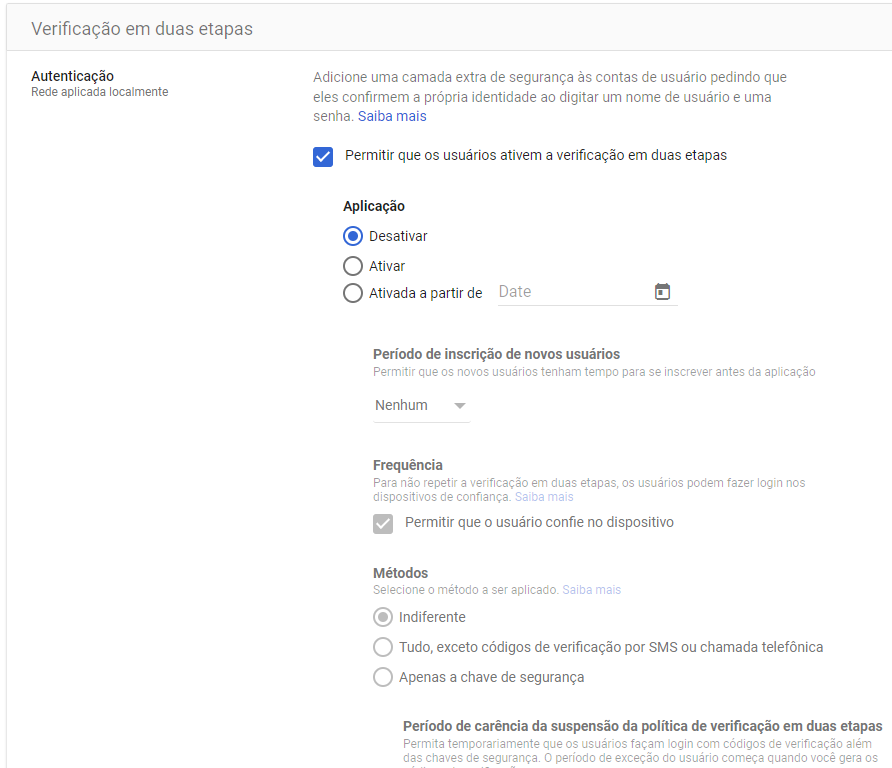 Verificação em duas etapas
Autenticação
Rede aplicada localmente
Adicione uma camada extra de segurança às contas de usuário pedindo que
eles confirmem a própria identidade ao digitar um nome de usuário e uma
senha. Saiba mais
Permitir que os usuários ativem a verificação em duas etapas
Aplicação
Desativar
Ativar
Ativada a partir de Date
Período de inscrição de novos usuários
Permitir que os novos usuários tenham tempo para se inscrever antes da aplicação
Nenhum
Frequência
Para não repetir a verificação em duas etapas, os usuários podem fazer login nos
dispositivos de confiança. Saiba mais
Permitir que o usuário confie no dispositivo
Métodos
Selecione o método a ser aplicado. Saiba mais
Indiferente
Tudo, exceto códigos de verificação por SMS ou chamada telefônica
Apenas a chave de segurança
Período de carência da suspensão da política de verificação em duas etapas
Permita temporariamente que os usuários façam login com códigos de verificação além
das chaves de segurança. O período de exceção do usuário começa quando você gera os